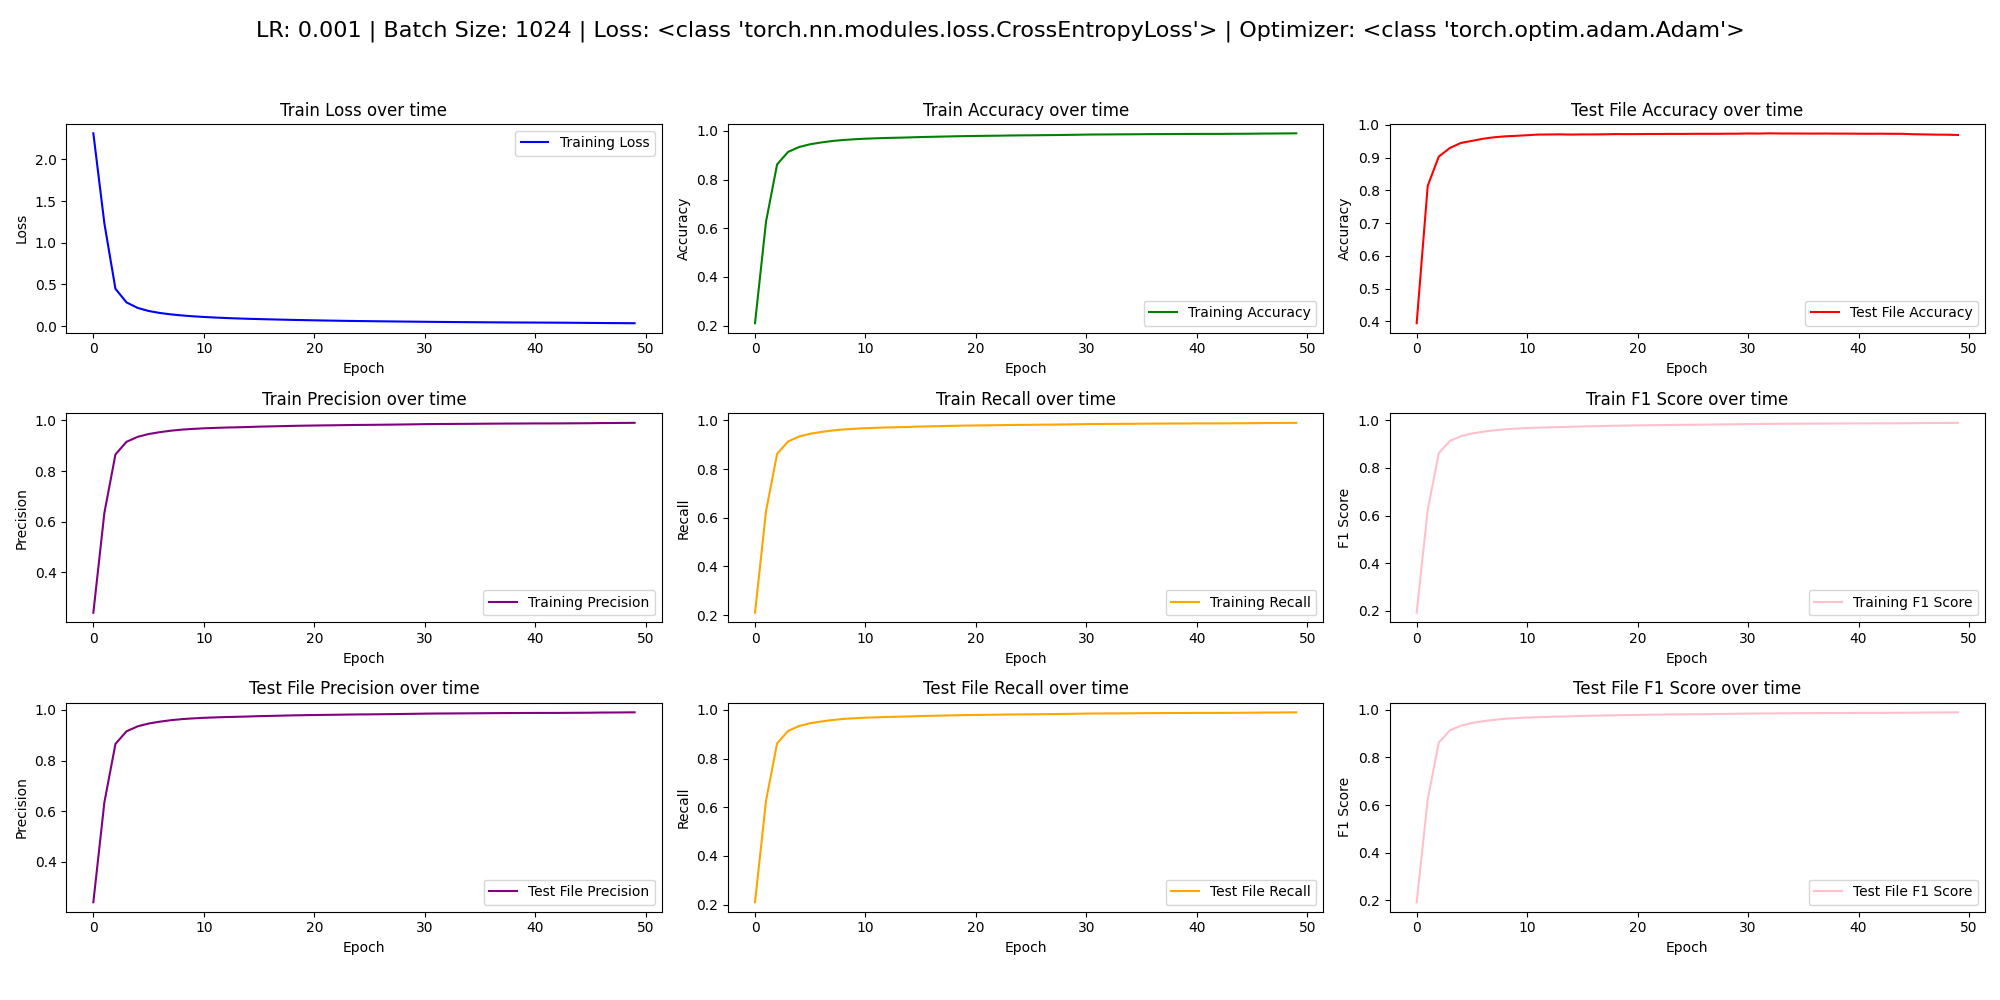 LR: 0.001 | Batch Size: 1024 | Loss: <class 'torch.nn.modules.loss.CrossEntropyLoss'> | Optimizer: <class 'torch.optim.adam.Adam'>
Train Loss over time
2.0
1.5
1.0
0.5
0.0
Loss
Training Loss
0 10 20 30 40 50
Epoch
Train Accuracy over time
1.0
0.8
0.6
0.4
0.2
Accuracy
Training Accuracy
0 10 20 30 40 50
Epoch
Test File Accuracy over time
1.0
0.9
0.8
0.7
0.6
0.5
0.4
Accuracy
Test File Accuracy
0 10 20 30 40 50
Epoch
Train Precision over time
1.0
0.8
0.6
0.4
Precision
Training Precision
0 10 20 30 40 50
Epoch
Train Recall over time
1.0
0.8
0.6
0.4
0.2
Recall
Training Recall
0 10 20 30 40 50
Epoch
Train F1 Score over time
1.0
0.8
0.6
0.4
0.2
F1 Score
Training F1 Score
0 10 20 30 40 50
Epoch
Test File Precision over time
1.0
0.8
0.6
0.4
Precision
Test File Precision
0 10 20 30 40 50
Epoch
Test File Recall over time
1.0
0.8
0.6
0.4
0.2
Recall
Test File Recall
0 10 20 30 40 50
Epoch
Test File F1 Score over time
1.0
0.8
0.6
0.4
0.2
F1 Score
Test File F1 Score
0 10 20 30 40 50
Epoch